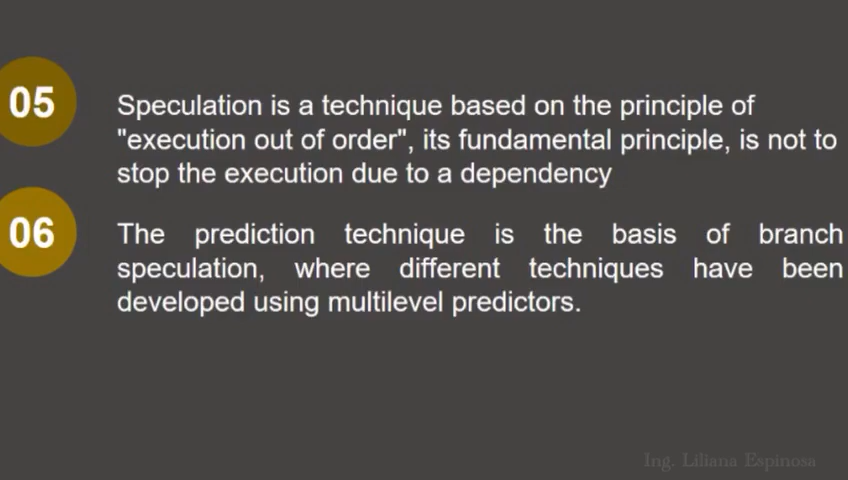 05
Speculation is a technique based on the principle of
"execution out of order", its fundamental principle, is not to
stop the execution due to a dependency
06
The prediction technique is the basis of branch
speculation, where different techniques have been
developed using multilevel predictors.
Ing. Liliana Espinosa